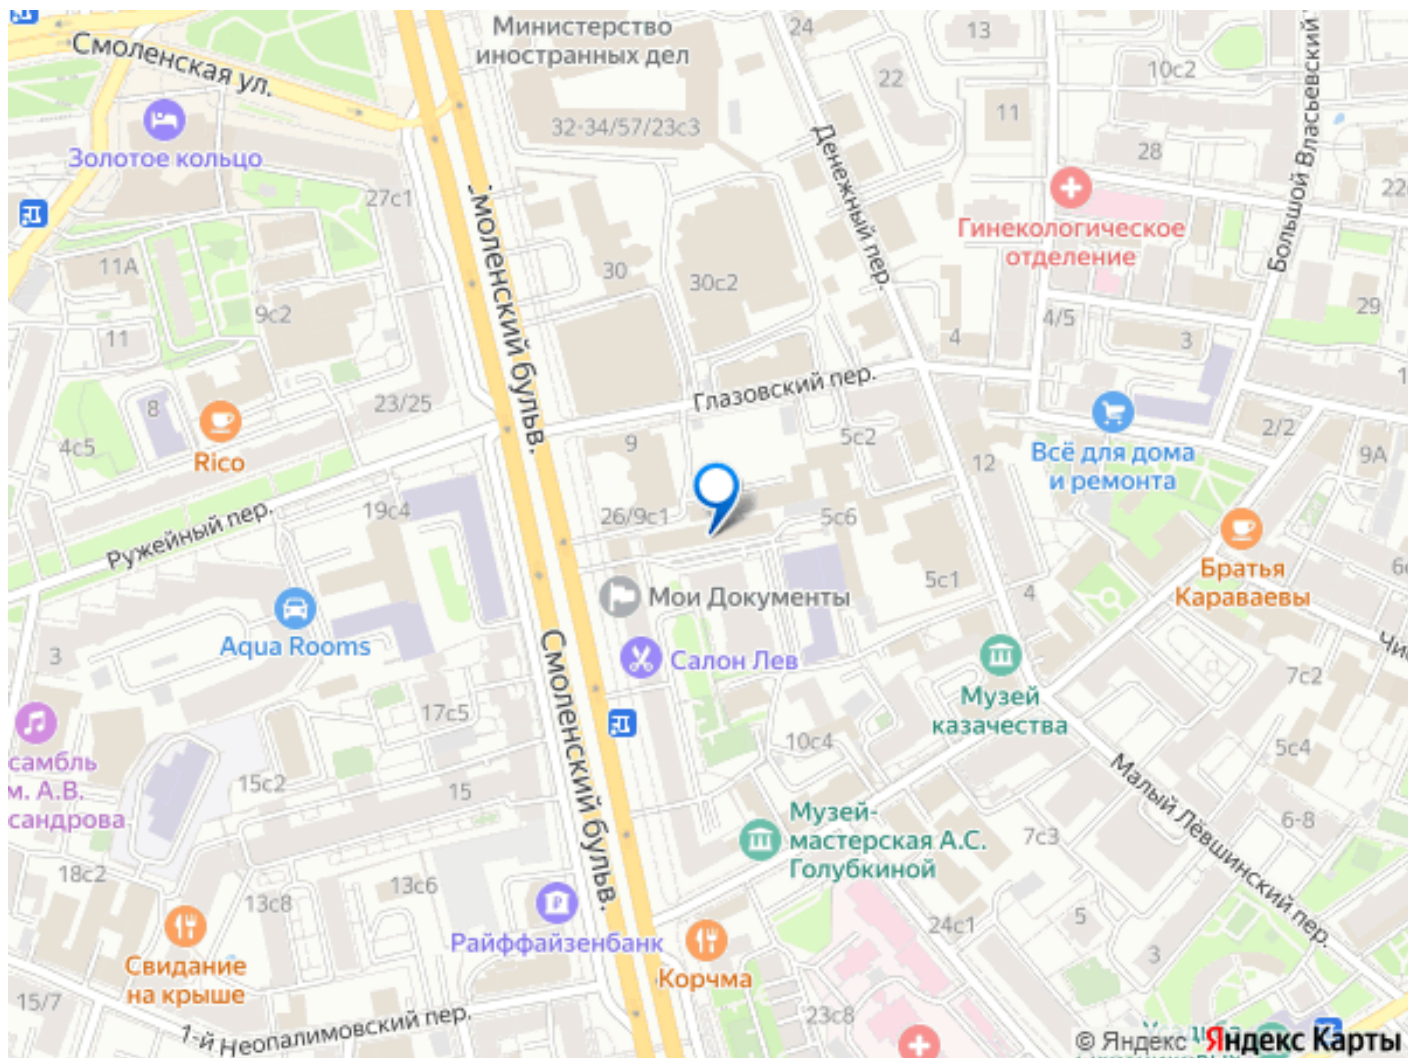 Министерство
иностранных дел
24
13
Смоленская ул.
10с2
22
Большой Власьевский
11
32-34/57/23с3
Денежный пер.
Золотое кольцо
28
27с1
22
Гинекологическое
отделение
11А
30
30с2
9с2
29
4/5
11
4
3
Смоленский бульв.
Глазовский пер.
23/25
8
2/2
4с5
9
5с2
Всё для дома
и ремонта
9А
Rico
12
19с4
26/9с1
5с6
Ружейный пер.
Братья
Караваевы
5с1
4
Мои Документы
Aqua Rooms
3
Салон Лев
Смоленский бульв.
7с2
Музей
казачества
17с5
10с4
5с4
самбль
м. А.В.
сандрова
15с2
15
Малый Лёвшинский пер.
Музей-
мастерская А.С.
Голубкиной
7с3
6-8
18с2
13с6
13с8
5
24с1
Райффайзенбанк
3
Свидание
на крыше
Корчма
15/7
1-й Неопалимовский пер.
23с8
© Яндекс Яндекс Карты